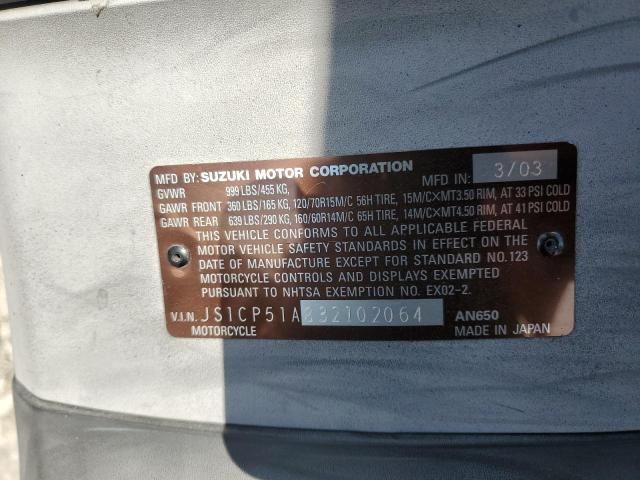 MFD BY: SUZUKI MOTOR CORPORATION MFD IN: 3/03
GVWR 999 LBS/455 KG,
GAWR FRONT 360 LBS/165 KG, 120/70R15M/C 56H TIRE, 15M/C×MT3.50 RIM, AT 33 PSI COLD
GAWR REAR 639 LBS/290 KG, 160/60R14M/C 65H TIRE, 14M/C×MT4.50 RIM, AT 41 PSI COLD
THIS VEHICLE CONFORMS TO ALL APPLICABLE FEDERAL
MOTOR VEHICLE SAFETY STANDARDS IN EFFECT ON THE
DATE OF MANUFACTURE EXCEPT FOR STANDARD NO.123
MOTORCYCLE CONTROLS AND DISPLAYS EXEMPTED
PURSUANT TO NHTSA EXEMPTION NO. EX02-2.
V.I.N. JS1CP51A832102064 AN650
MOTORCYCLE MADE IN JAPAN